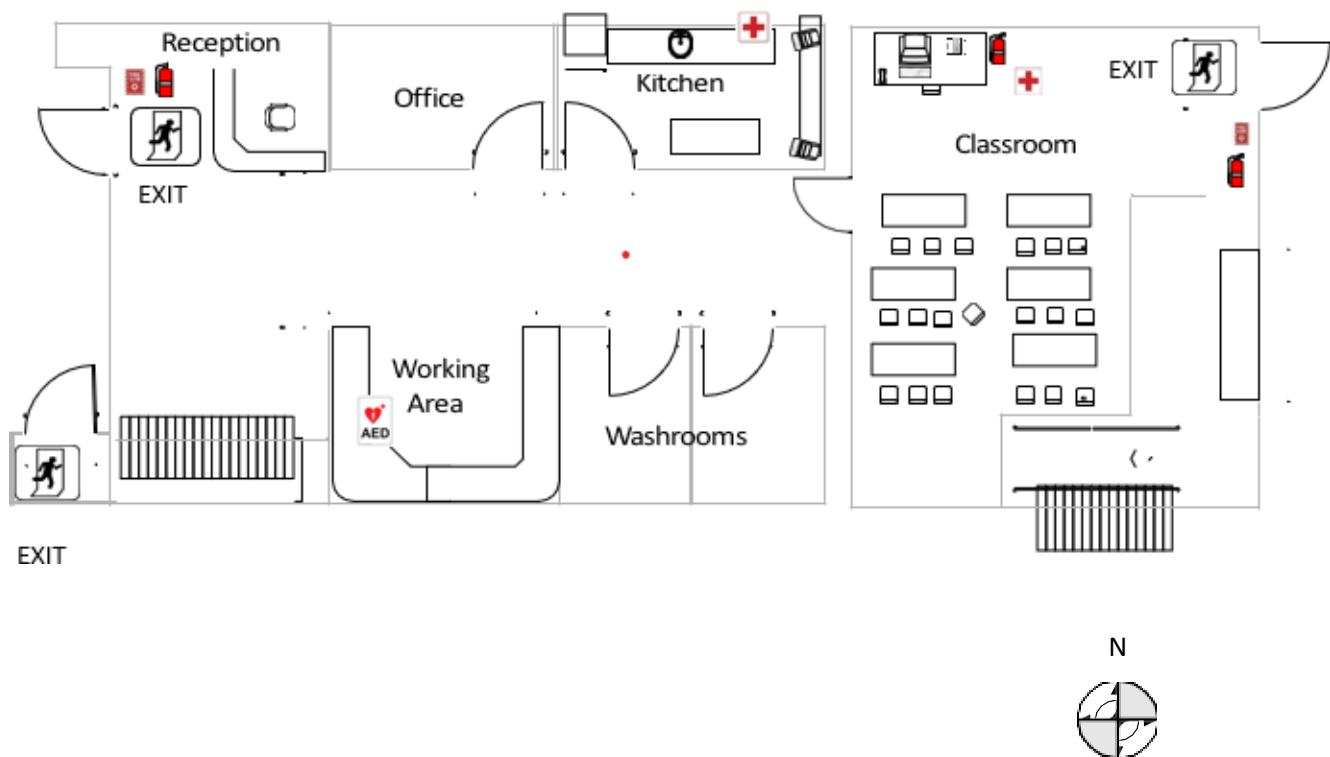 Reception
Office
Kitchen
EXIT
Classroom
EXIT
Working
Area
AED
Washrooms
EXIT
N